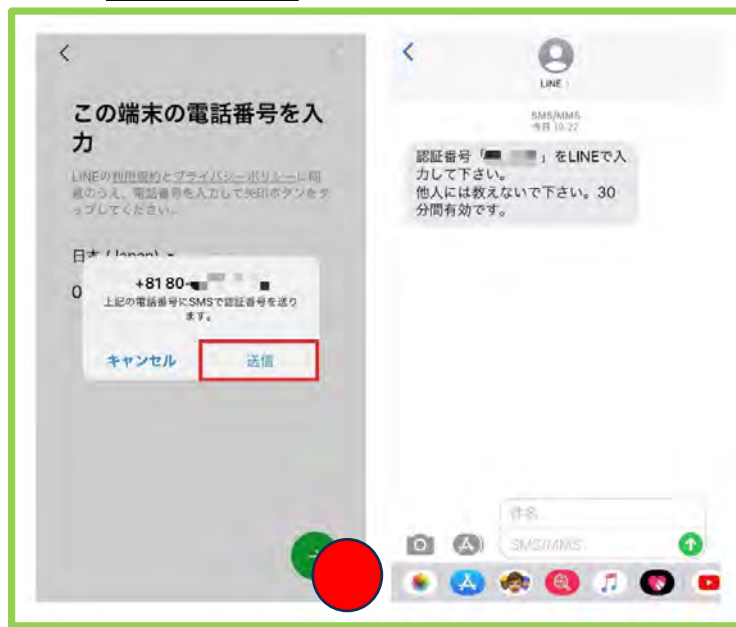 この端末の電話番号を入
力
LINEの利用規約とプライバシーポリシーに同
意のうえ、電話番号を入力して矢印ボタンをタ
ップしてください。
日本 (Japan)
0
+81 80-
上記の電話番号にSMSで認証番号を送り
ます。
キャンセル
送信
LINE
SMS/MMS
今日 19:27
認証番号「 」をLINEで入
力して下さい。
他人には教えないで下さい。30
分間有効です。
件名
SMS/MMS